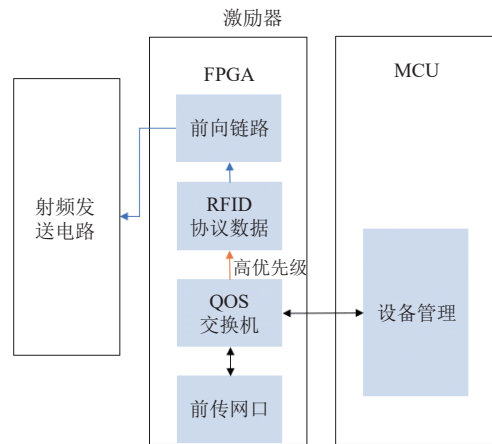 激励器
FPGA
MCU
前向链路
射频发
送电路
RFID
协议数据
高优先级
QOS
交换机
设备管理
前传网口